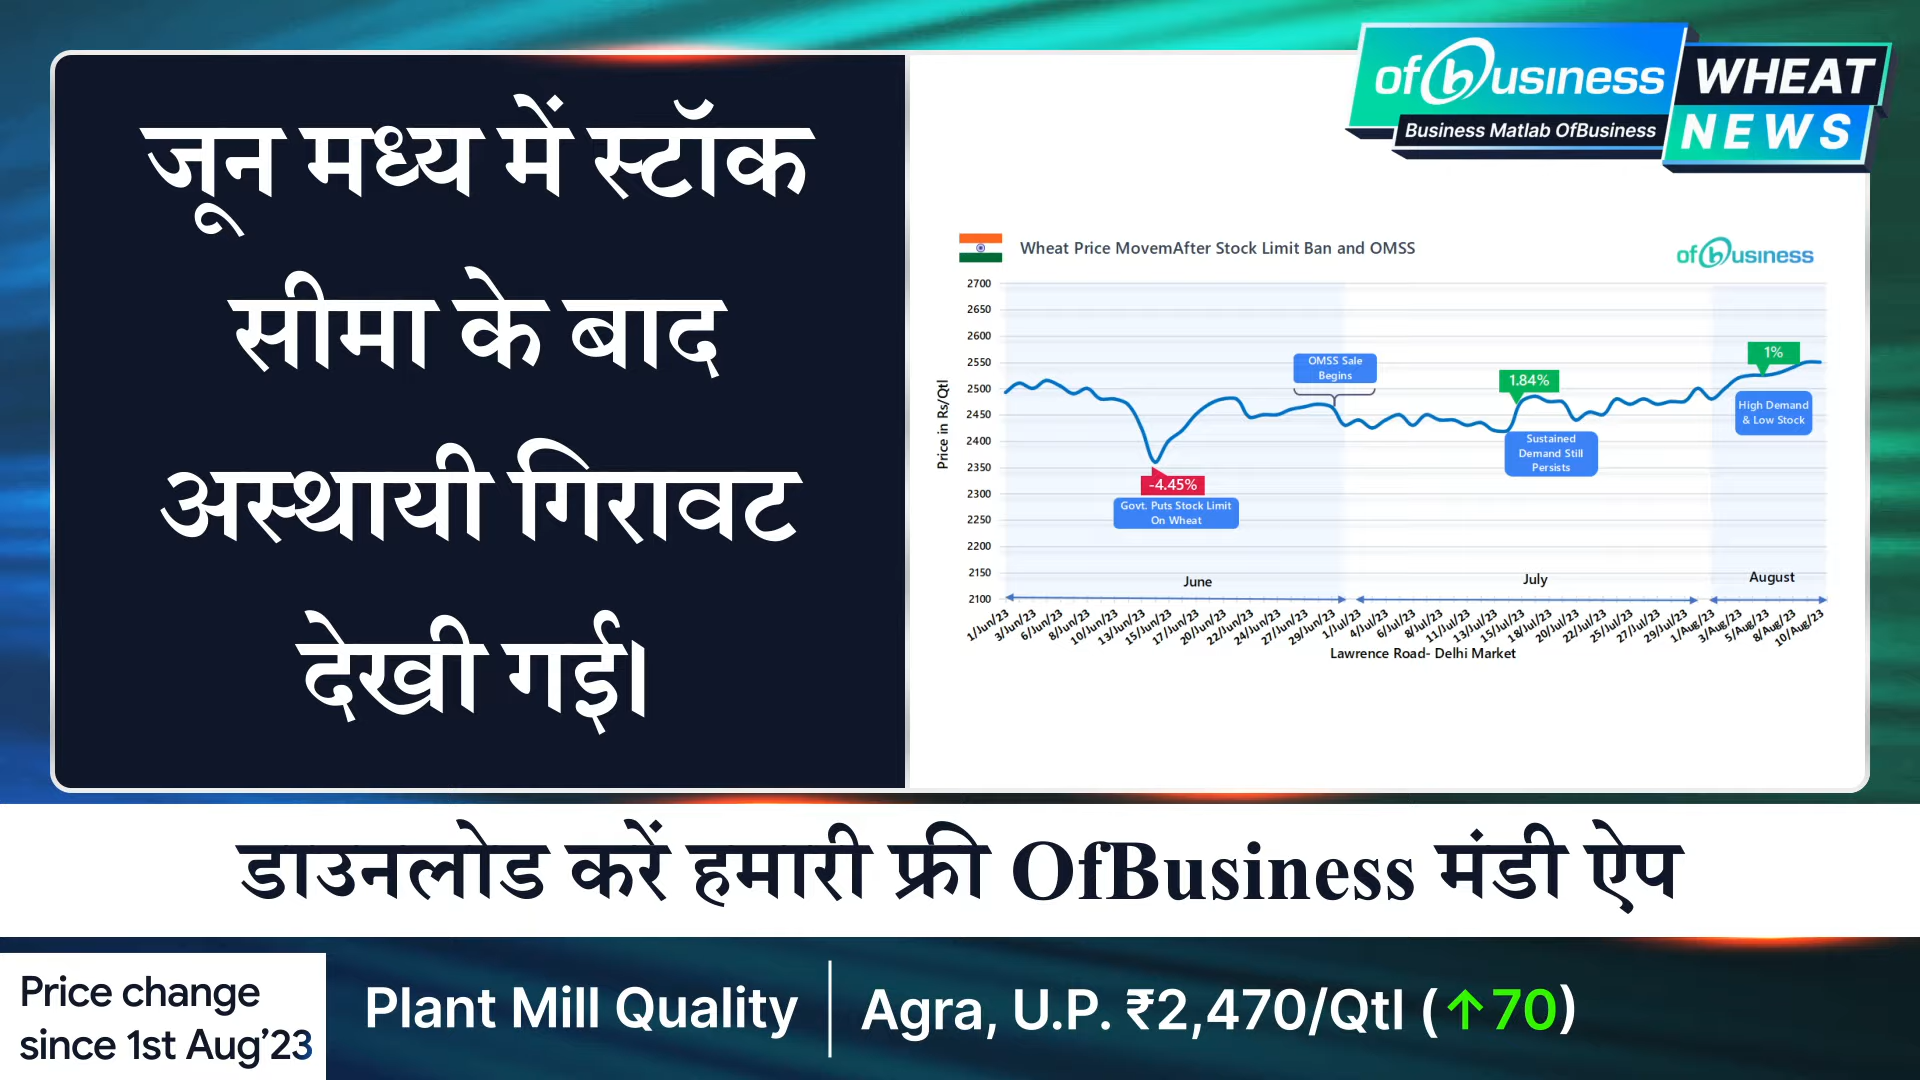 जून मध्य में स्टॉक
सीमा के बाद
अस्थायी गिरावट
देखी गई।
ofBusiness
Business Matlab OfBusiness
WHEAT
NEWS
Wheat Price MovemAfter Stock Limit Ban and OMSS
ofBusiness
Price in Rs/Qtl
2700
2650
2600
2550
2500
2450
2400
2350
2300
2250
2200
2150
2100
OMSS Sale
Begins
-4.45%
Govt. Puts Stock Limit
On Wheat
1.84%
Sustained
Demand Still
Persists
1%
High Demand
& Low Stock
June
July
August
1/Jun/23
3/Jun/23
6/Jun/23
8/Jun/23
10/Jun/23
13/Jun/23
15/Jun/23
17/Jun/23
20/Jun/23
22/Jun/23
24/Jun/23
27/Jun/23
29/Jun/23
1/Jul/23
4/Jul/23
6/Jul/23
8/Jul/23
11/Jul/23
13/Jul/23
15/Jul/23
18/Jul/23
20/Jul/23
22/Jul/23
25/Jul/23
27/Jul/23
29/Jul/23
1/Aug/23
3/Aug/23
5/Aug/23
8/Aug/23
10/Aug/23
Lawrence Road- Delhi Market
डाउनलोड करें हमारी फ्री OfBusiness मंडी ऐप
Price change
since 1st Aug’23
Plant Mill Quality
Agra, U.P. ₹2,470/Qtl (↑70)